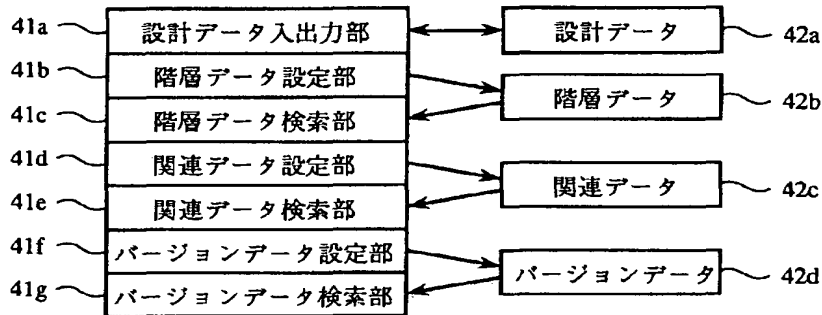 41a 設計データ入出力部 設計データ 42a
41b 階層データ設定部
階層データ 42b
41c 階層データ検索部
41d 関連データ設定部
関連データ 42c
41e 関連データ検索部
41f バージョンデータ設定部
バージョンデータ 42d
41g バージョンデータ検索部